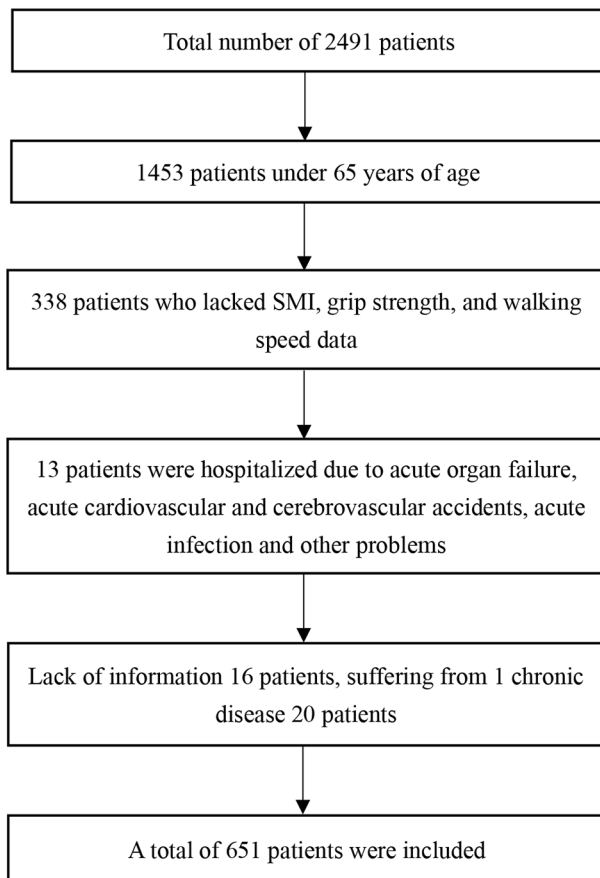 Total number of 2491 patients
1453 patients under 65 years of age
338 patients who lacked SMI, grip strength, and walking
speed data
13 patients were hospitalized due to acute organ failure,
acute cardiovascular and cerebrovascular accidents, acute
infection and other problems
Lack of information 16 patients, suffering from 1 chronic
disease 20 patients
A total of 651 patients were included